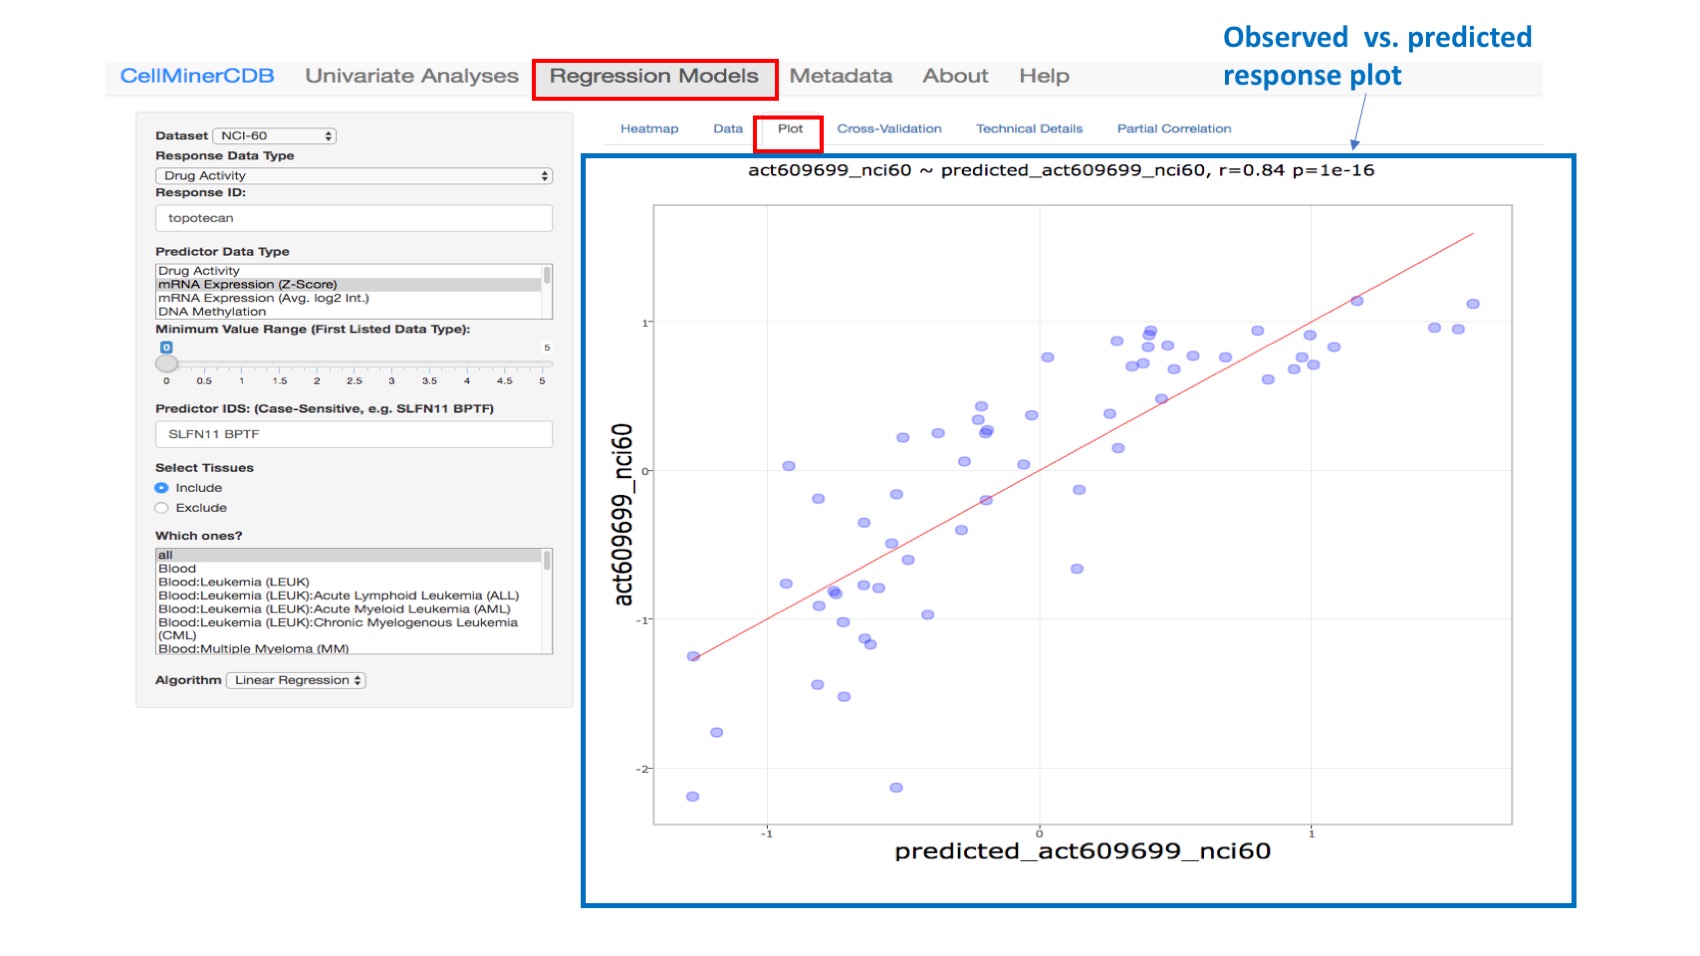 Observed vs. predicted
response plot
CellMinerCDB Univariate Analyses Regression Models Metadata About Help
Dataset NCI-60
Response Data Type
Drug Activity
Response ID:
topotecan
Predictor Data Type
Drug Activity
mRNA Expression (Z-Score)
mRNA Expression (Avg. log2 Int.)
DNA Methylation
Minimum Value Range (First Listed Data Type):
0 5
0 0.5 1 1.5 2 2.5 3 3.5 4 4.5 5
Predictor IDS: (Case-Sensitive, e.g. SLFN11 BPTF)
SLFN11 BPTF
Select Tissues
Include
Exclude
Which ones?
all
Blood
Blood:Leukemia (LEUK)
Blood:Leukemia (LEUK):Acute Lymphoid Leukemia (ALL)
Blood:Leukemia (LEUK):Acute Myeloid Leukemia (AML)
Blood:Leukemia (LEUK):Chronic Myelogenous Leukemia
(CML)
Blood:Multiple Myeloma (MM)
Algorithm Linear Regression
Heatmap Data Plot Cross-Validation Technical Details Partial Correlation
act609699_nci60 ~ predicted_act609699_nci60, r=0.84 p=1e-16
act609699_nci60
1
0
-1
-2
-1 0 1
predicted_act609699_nci60